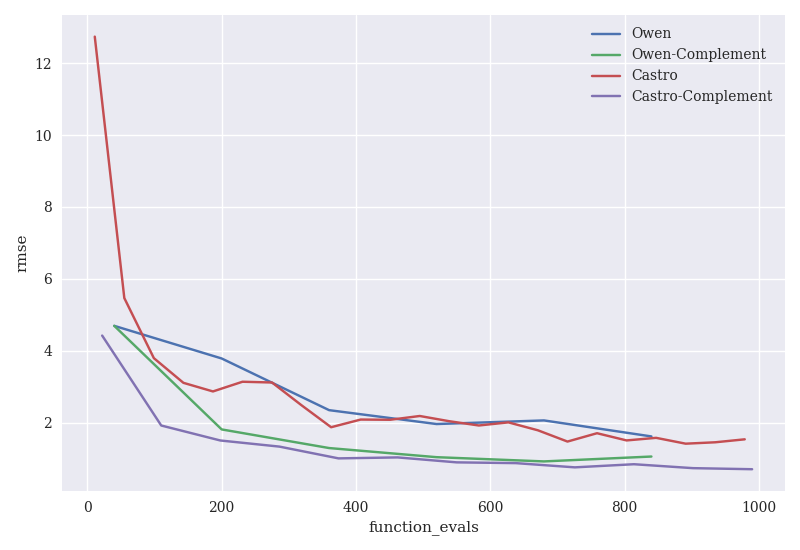 Owen
Owen-Complement
Castro
Castro-Complement
12
10
8
6
4
2
rmse
0 200 400 600 800 1000
function_evals